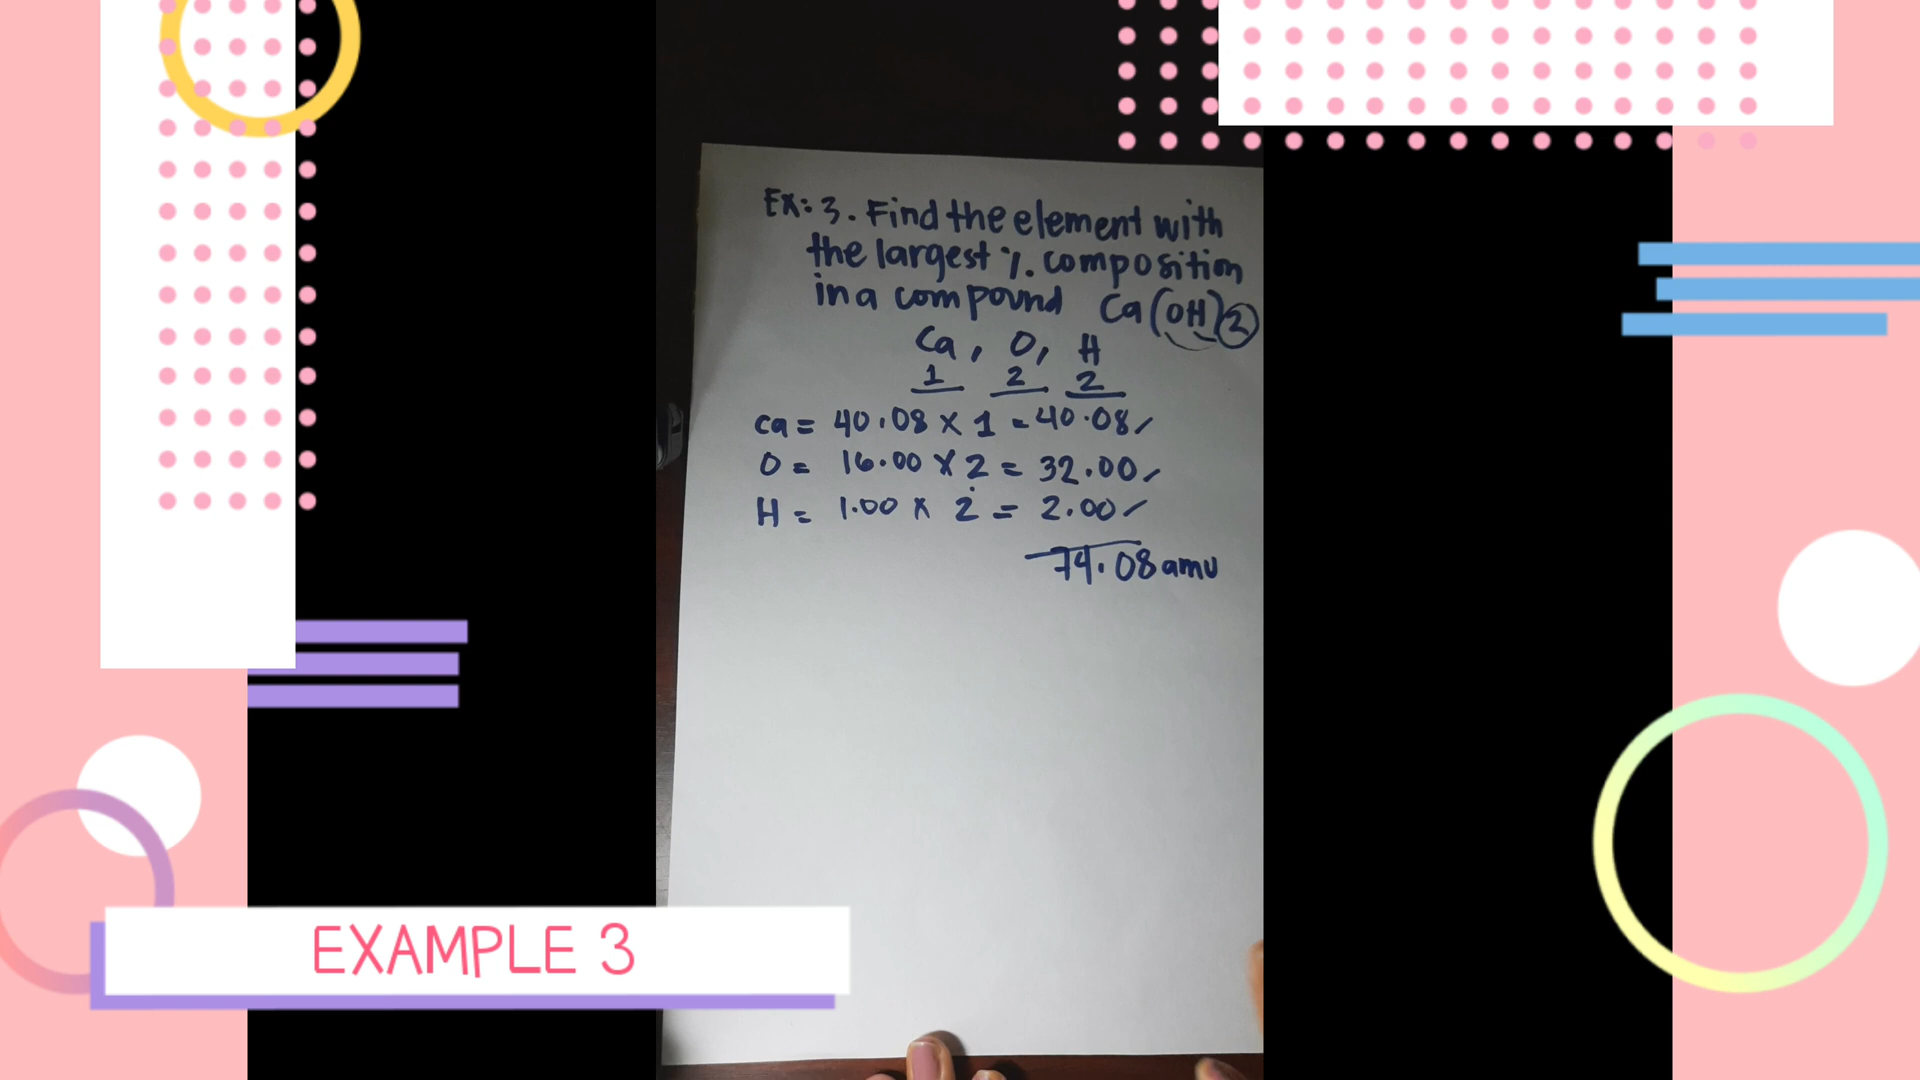 Ex: 3. Find the element with
the largest %. composition
in a compound Ca(OH)2
Ca, O, H
1 2 2
Ca = 40.08 x 1 = 40.08
O = 16.00 x 2 = 32.00
H = 1.00 x 2 = 2.00
74.08 amu
EXAMPLE 3